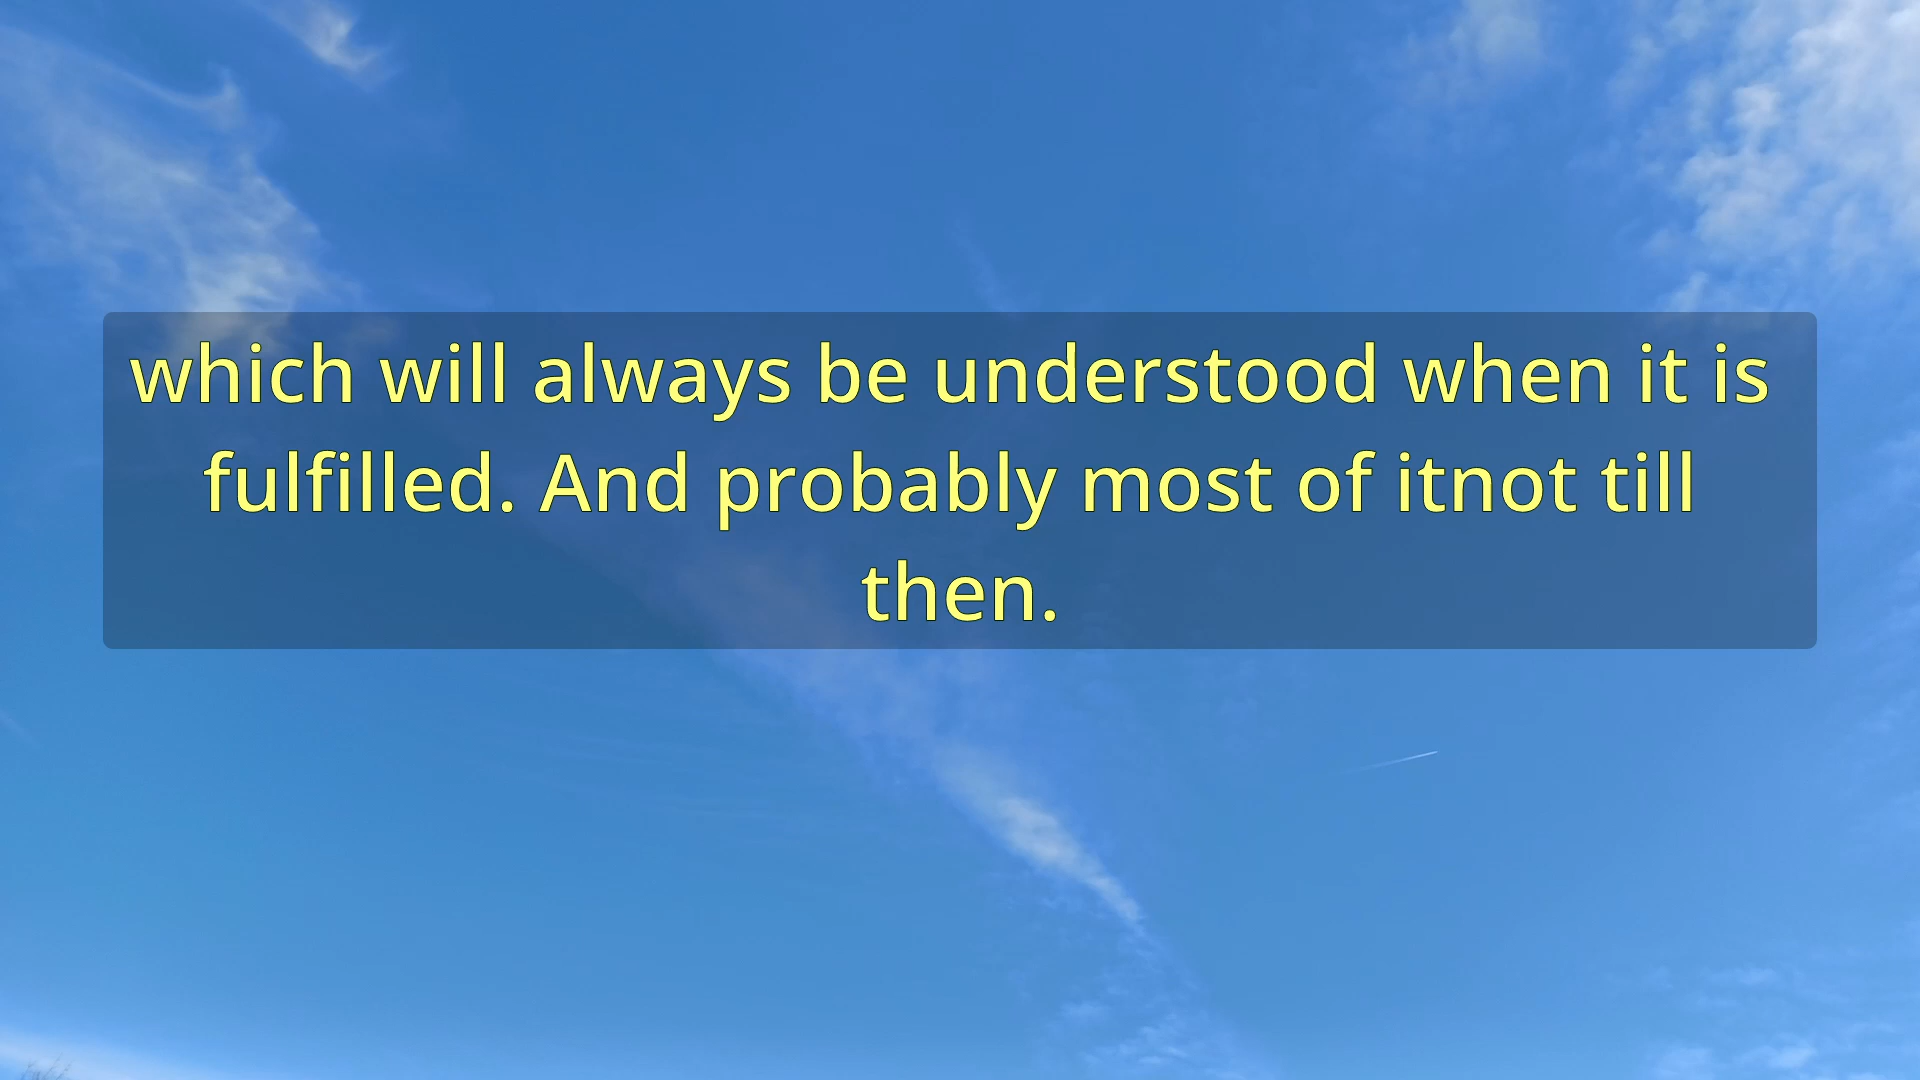 which will always be understood when it is
fulfilled. And probably most of itnot till
then.